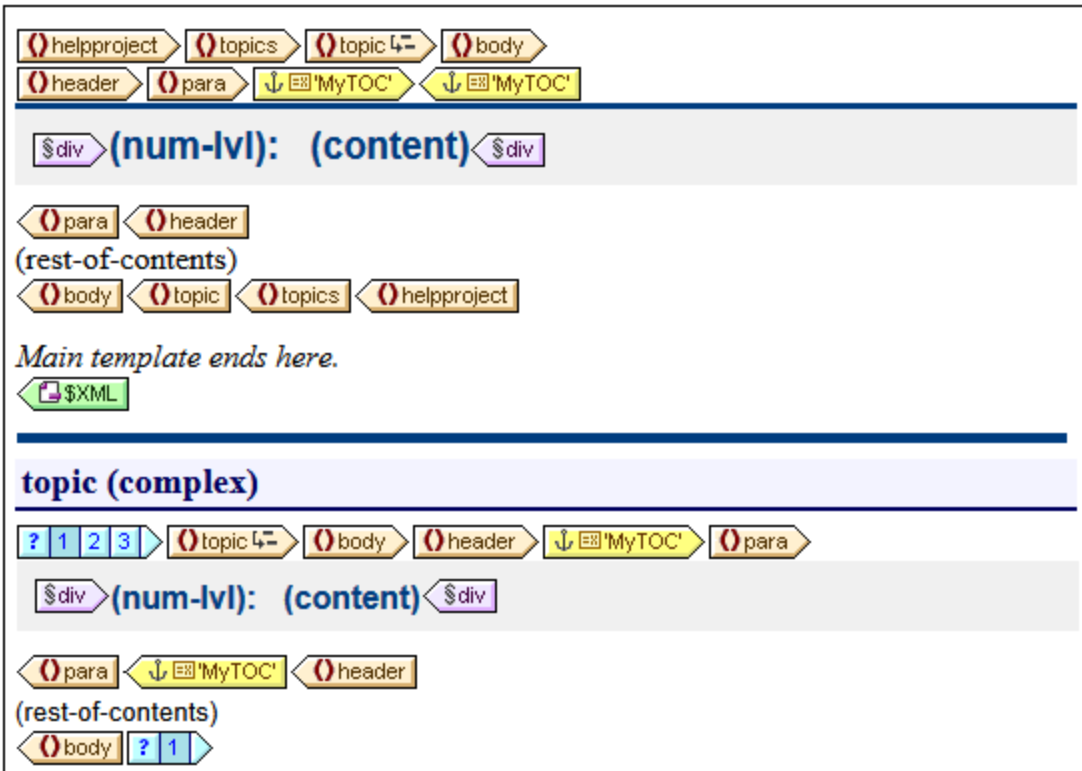 () helpproject () topics () topic () body
() header () para 'MyTOC' 'MyTOC'
§ div (num-lvl): (content) § div
() para () header
(rest-of-contents)
() body () topic () topics () helpproject
Main template ends here.
$XML
topic (complex)
? 1 2 3 () topic () body () header 'MyTOC' () para
§ div (num-lvl): (content) § div
() para 'MyTOC' () header
(rest-of-contents)
() body ? 1